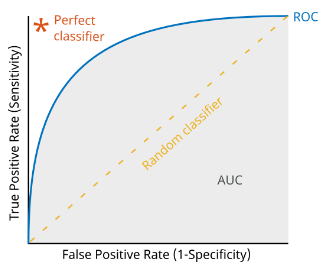 ROC
* Perfect
classifier
True Positive Rate (Sensitivity)
Random classifier
AUC
False Positive Rate (1-Specificity)